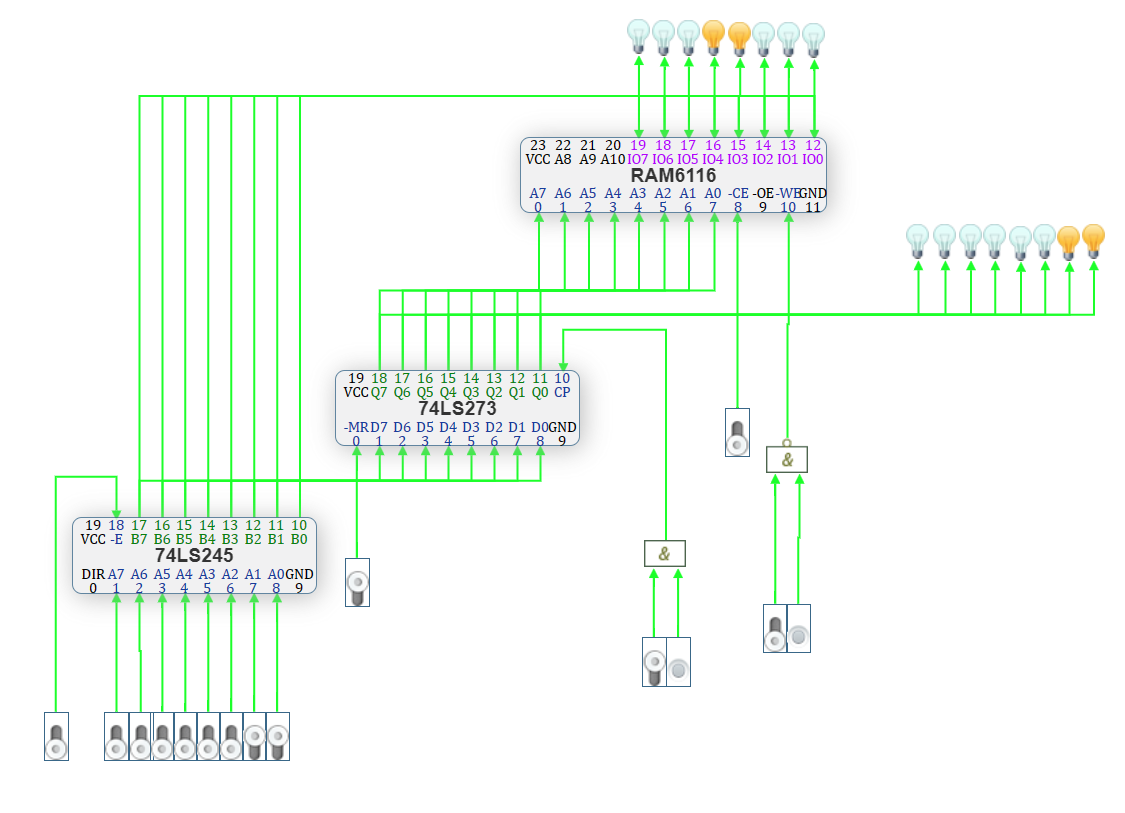 23 22 21 20 19 18 17 16 15 14 13 12
VCC A8 A9 A10 IO7 IO6 IO5 IO4 IO3 IO2 IO1 IO0
RAM6116
A7 A6 A5 A4 A3 A2 A1 A0 -CE -OE -WE GND
0 1 2 3 4 5 6 7 8 9 10 11
19 18 17 16 15 14 13 12 11 10
VCC Q7 Q6 Q5 Q4 Q3 Q2 Q1 Q0 CP
74LS273
-MR D7 D6 D5 D4 D3 D2 D1 D0 GND
0 1 2 3 4 5 6 7 8 9
&
19 18 17 16 15 14 13 12 11 10
VCC -E B7 B6 B5 B4 B3 B2 B1 B0
74LS245
DIR A7 A6 A5 A4 A3 A2 A1 A0 GND
0 1 2 3 4 5 6 7 8 9
&